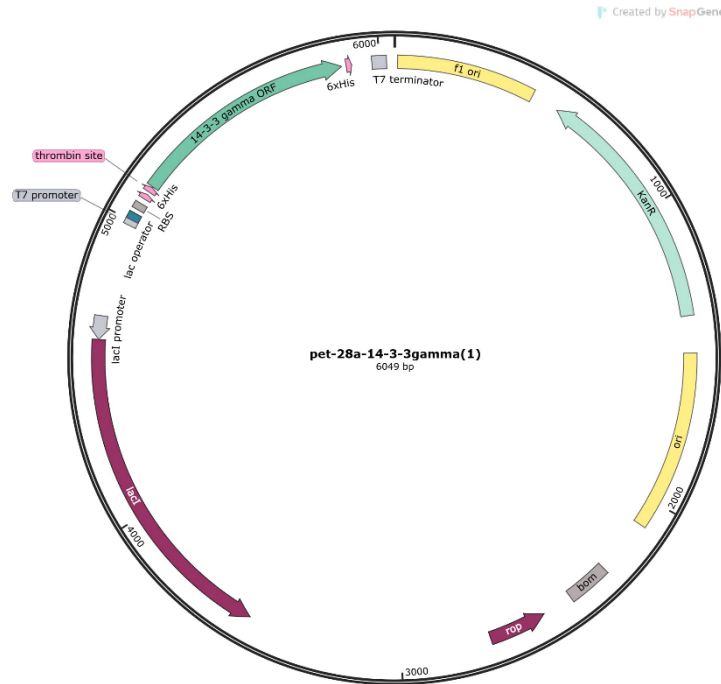 Created by SnapGene
6000
T7 terminator
f1 ori
6xHis
14-3-3 gamma ORF
KanR
1000
thrombin site
T7 promoter
6xHis
RBS
5000
lac operator
lacI promoter
pet-28a-14-3-3gamma(1)
6049 bp
ori
lacI
2000
4000
bom
rop
3000